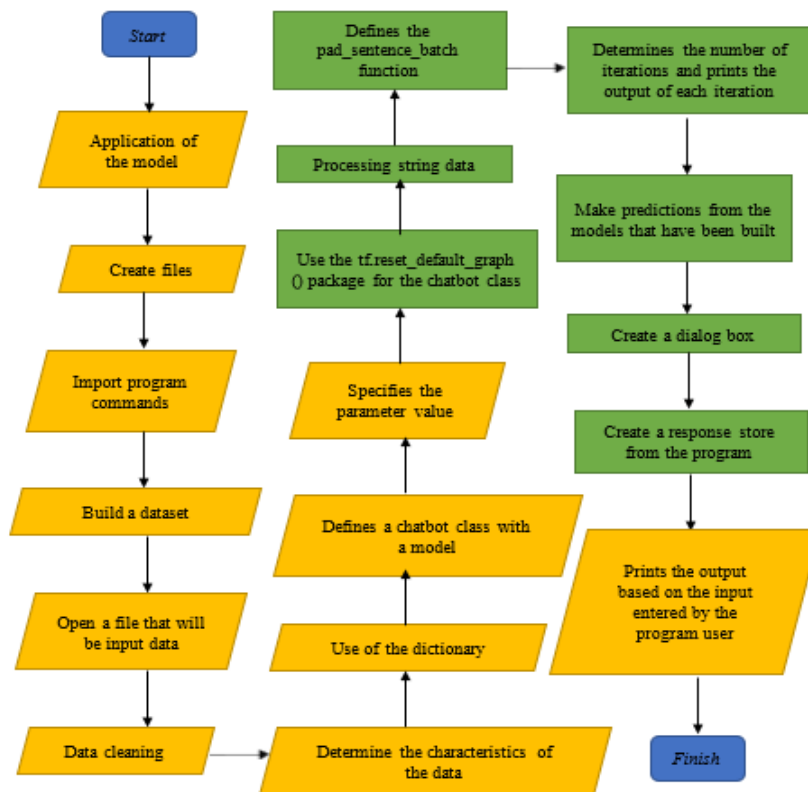 Start
Application of
the model
Create files
Import program
commands
Build a dataset
Open a file that will
be input data
Data cleaning
Determine the characteristics of
the data
Use of the dictionary
Defines a chatbot class with
a model
Specifies the
parameter value
Use the tf.reset_default_graph
() package for the chatbot class
Processing string data
Defines the
pad_sentence_batch
function
Determines the number of
iterations and prints the
output of each iteration
Make predictions from the
models that have been built
Create a dialog box
Create a response store
from the program
Prints the output
based on the input
entered by the
program user
Finish